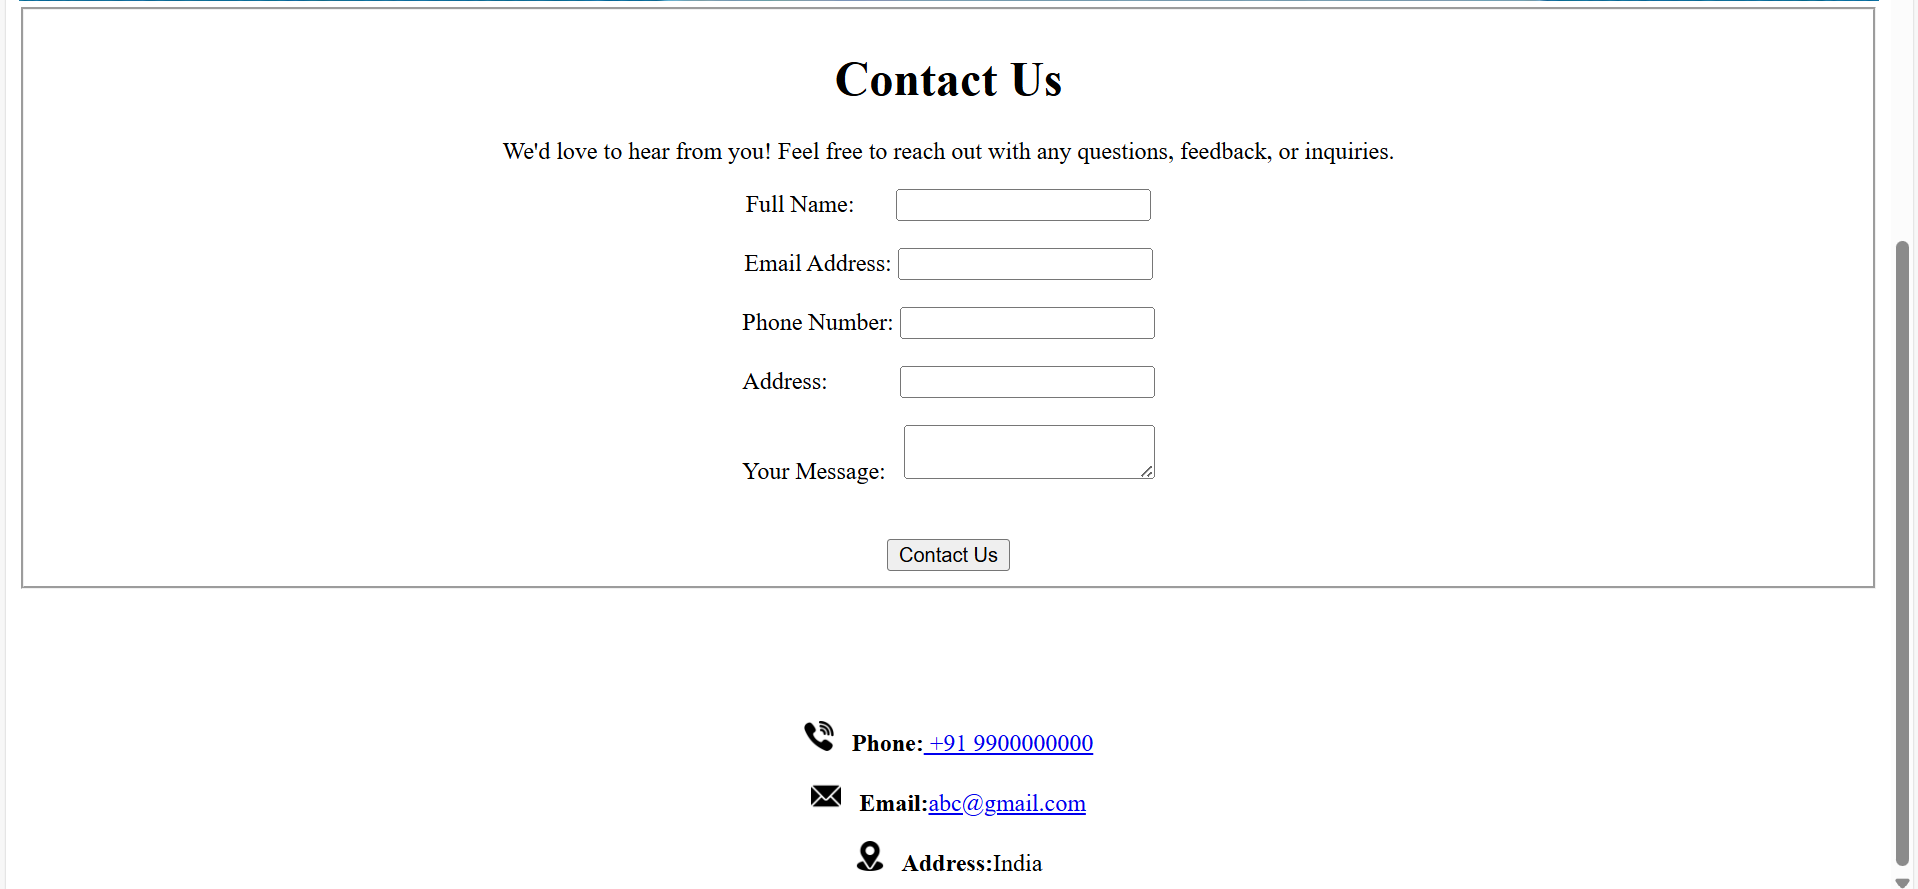 Contact Us
We'd love to hear from you! Feel free to reach out with any questions, feedback, or inquiries.
Full Name:
Email Address:
Phone Number:
Address:
Your Message:
Contact Us
Phone: +91 9900000000
Email:abc@gmail.com
Address:India